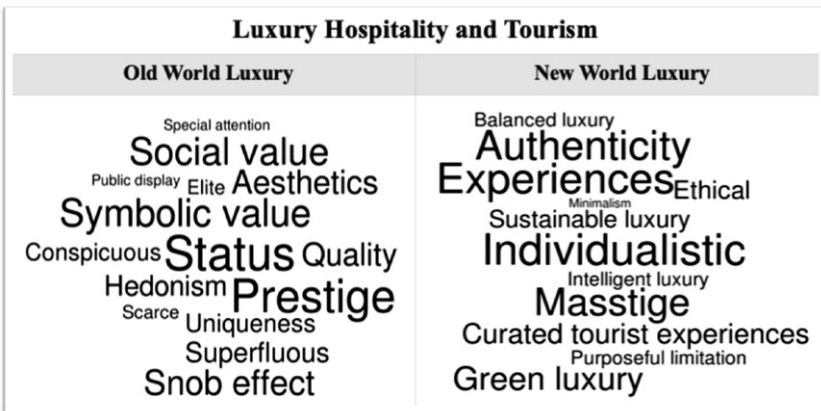 Luxury Hospitality and Tourism
Old World Luxury
New World Luxury
Special attention
Social value
Public display Elite Aesthetics
Symbolic value
Conspicuous Status Quality
Hedonism Prestige
Scarce Uniqueness
Superfluous
Snob effect
Balanced luxury
Authenticity
Experiences Ethical
Minimalism
Sustainable luxury
Individualistic
Intelligent luxury
Masstige
Curated tourist experiences
Purposeful limitation
Green luxury